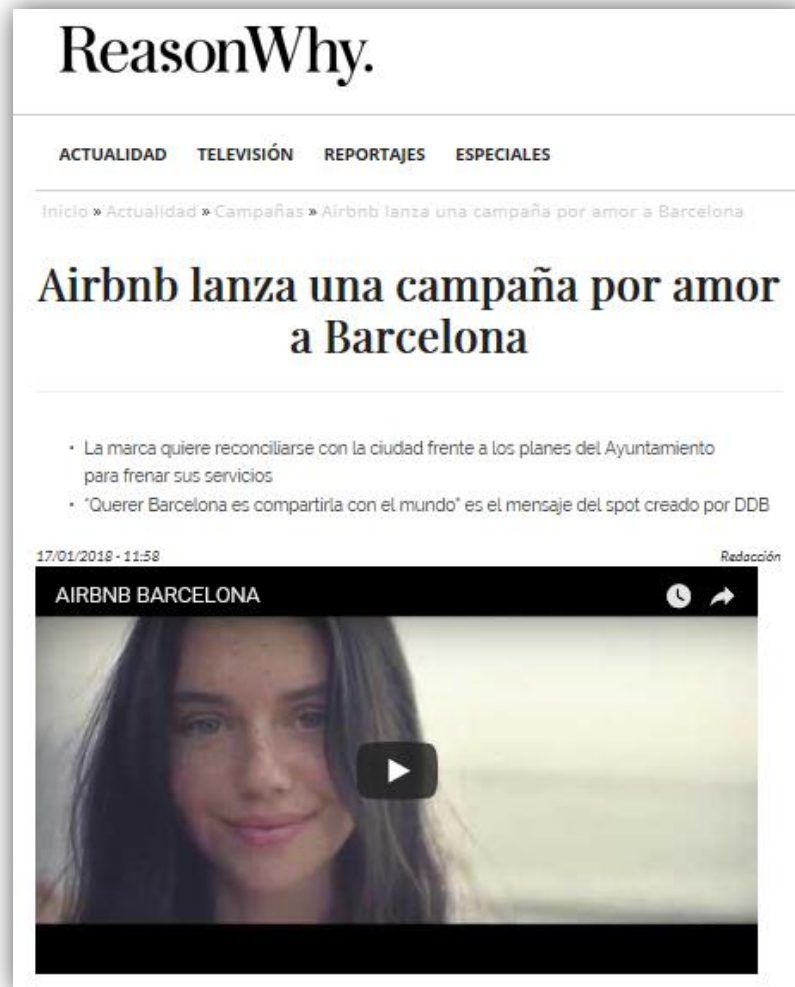 ReasonWhy.
ACTUALIDAD TELEVISIÓN REPORTAJES ESPECIALES
Inicio » Actualidad » Campañas » Airbnb lanza una campaña por amor a Barcelona
Airbnb lanza una campaña por amor
a Barcelona
• La marca quiere reconciliarse con la ciudad frente a los planes del Ayuntamiento
para frenar sus servicios
• "Querer Barcelona es compartirla con el mundo" es el mensaje del spot creado por DDB
17/01/2018 - 11:58 Redacción
AIRBNB BARCELONA